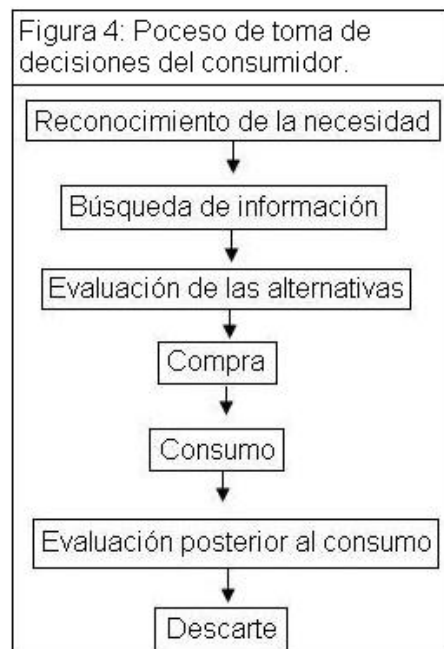 Figura 4: Poceso de toma de
decisiones del consumidor.
Reconocimiento de la necesidad
Búsqueda de información
Evaluación de las alternativas
Compra
Consumo
Evaluación posterior al consumo
Descarte